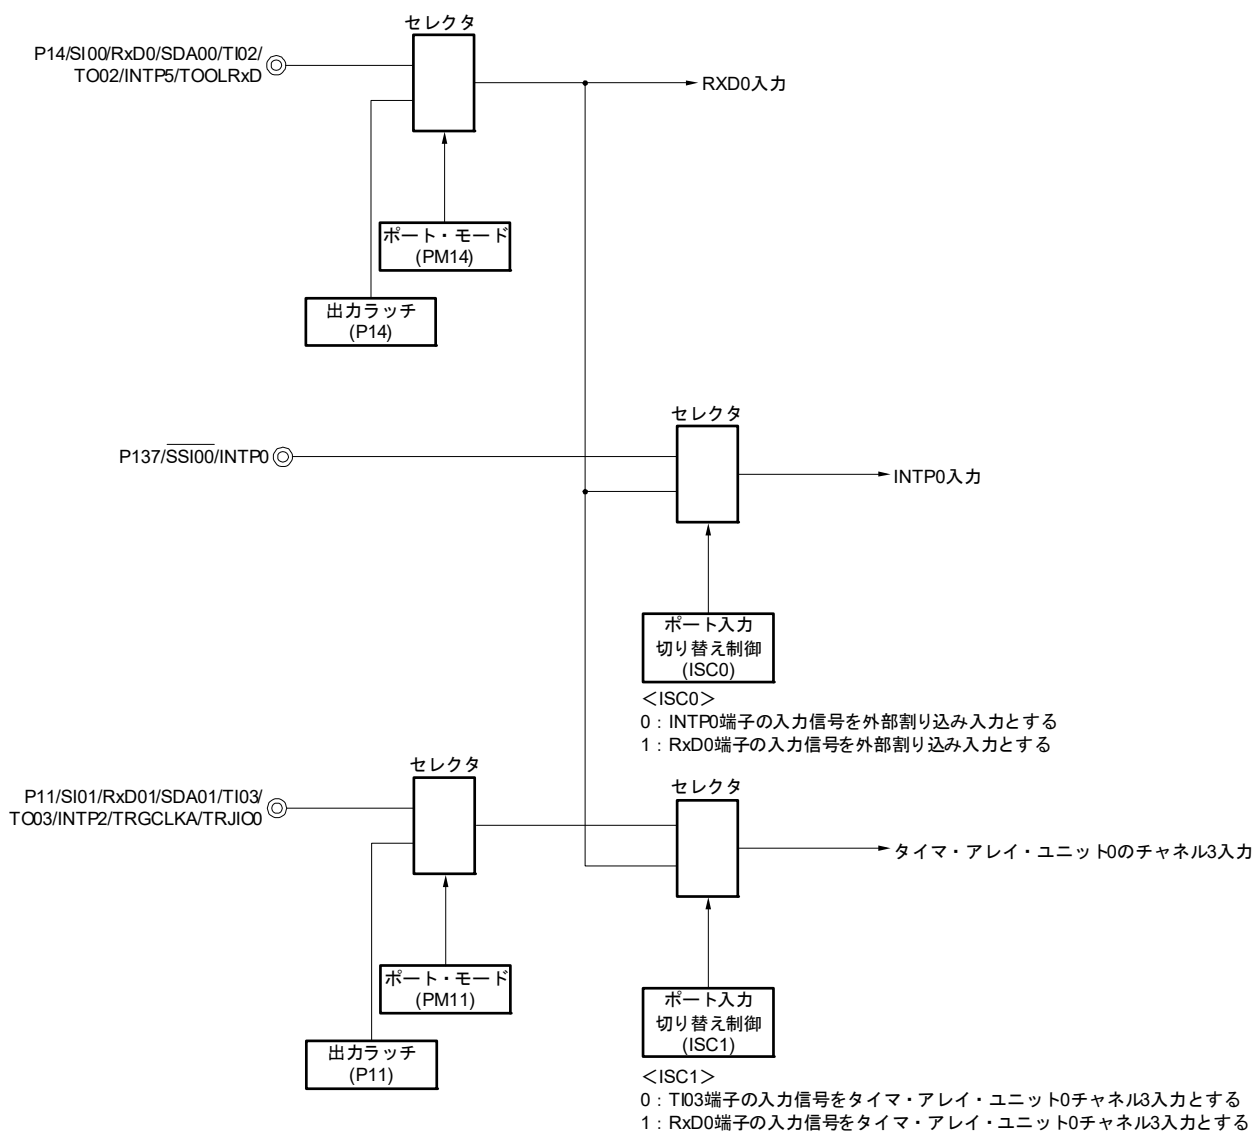 セレクタ
P14/SI00/RxD0/SDA00/TI02/
TO02/INTP5/TOOLRxD
RXD0入力
ポート・モード
(PM14)
出力ラッチ
(P14)
セレクタ
P137/SSI00/INTP0
INTP0入力
ポート入力
切り替え制御
(ISC0)
<ISC0>
0:INTP0端子の入力信号を外部割り込み入力とする
1:RxD0端子の入力信号を外部割り込み入力とする
セレクタ
セレクタ
P11/SI01/RxD01/SDA01/TI03/
TO03/INTP2/TRGCLKA/TRJIO0
タイマ・アレイ・ユニット0のチャネル3入力
ポート・モード
(PM11)
ポート入力
切り替え制御
(ISC1)
出力ラッチ
(P11)
<ISC1>
0:TI03端子の入力信号をタイマ・アレイ・ユニット0チャネル3入力とする
1:RxD0端子の入力信号をタイマ・アレイ・ユニット0チャネル3入力とする